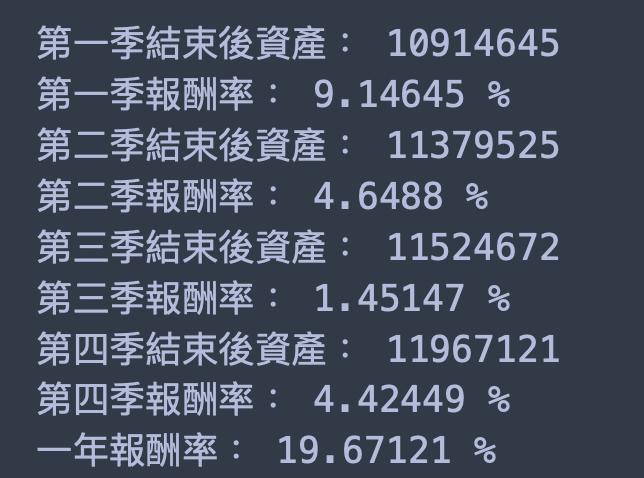 第一季結束後資產： 10914645
第一季報酬率： 9.14645 %
第二季結束後資產： 11379525
第二季報酬率： 4.6488 %
第三季結束後資產： 11524672
第三季報酬率： 1.45147 %
第四季結束後資產： 11967121
第四季報酬率： 4.42449 %
一年報酬率： 19.67121 %